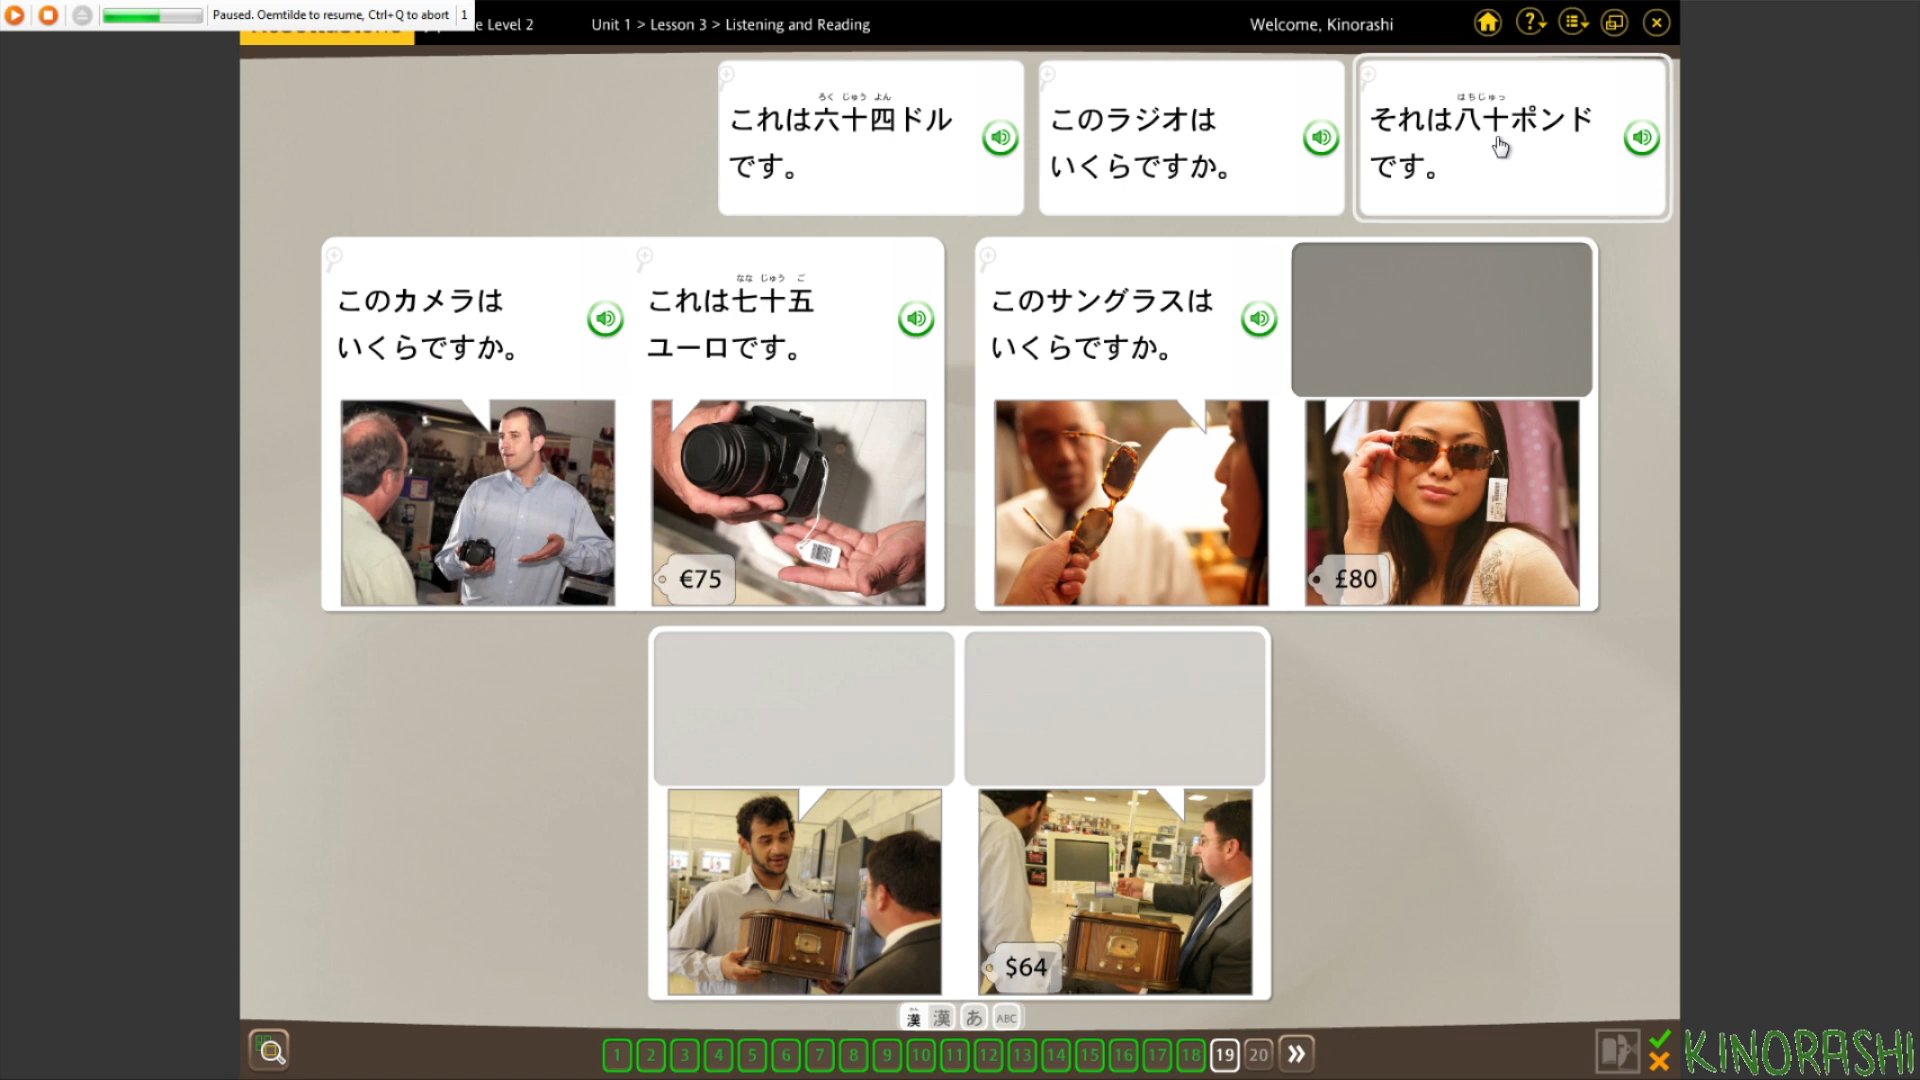 Paused. Oemtilde to resume, Ctrl+Q to abort 1
e Level 2
Unit 1 > Lesson 3 > Listening and Reading
Welcome, Kinorashi
ろく じゅう よん
これは六十四ドル
です。
このラジオは
いくらですか。
はちじゅっ
それは八十ポンド
です。
このカメラは
いくらですか。
なな じゅう ご
これは七十五
ユーロです。
このサングラスは
いくらですか。
€75
£80
$64
かん
漢 漢 あ ABC
1 2 3 4 5 6 7 8 9 10 11 12 13 14 15 16 17 18 19 20
KINORASHI